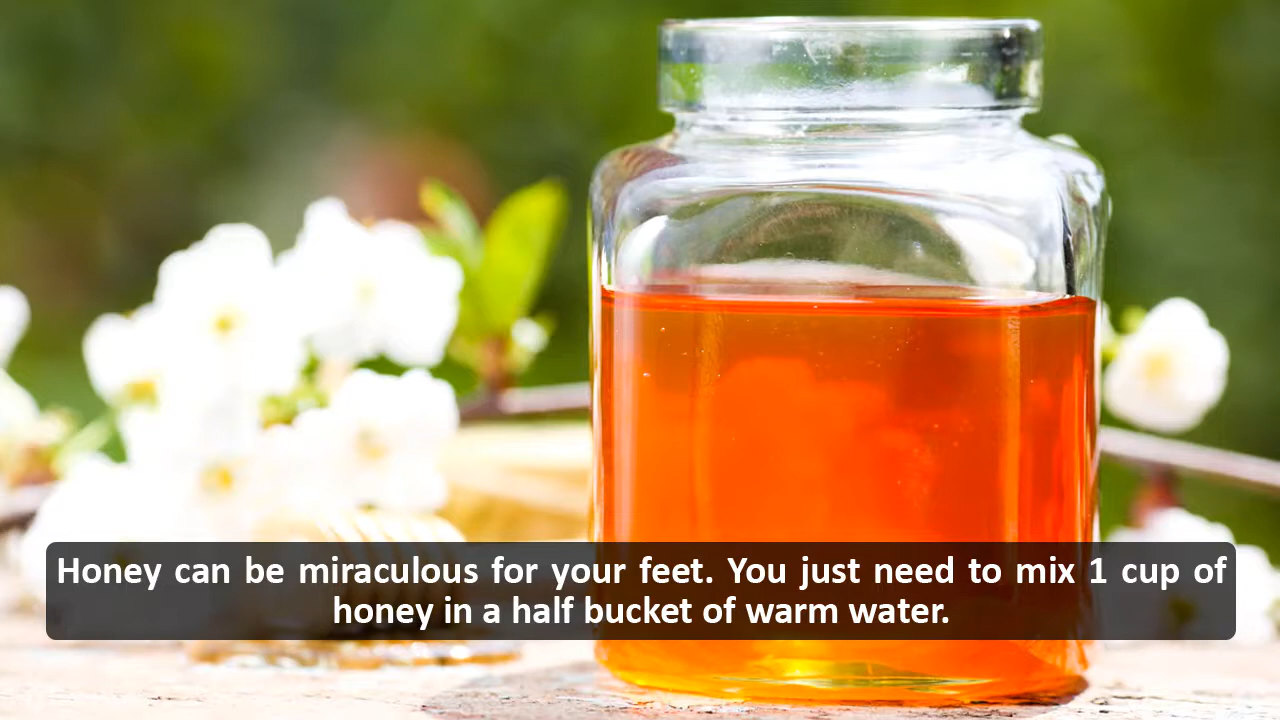 Honey can be miraculous for your feet. You just need to mix 1 cup of
honey in a half bucket of warm water.